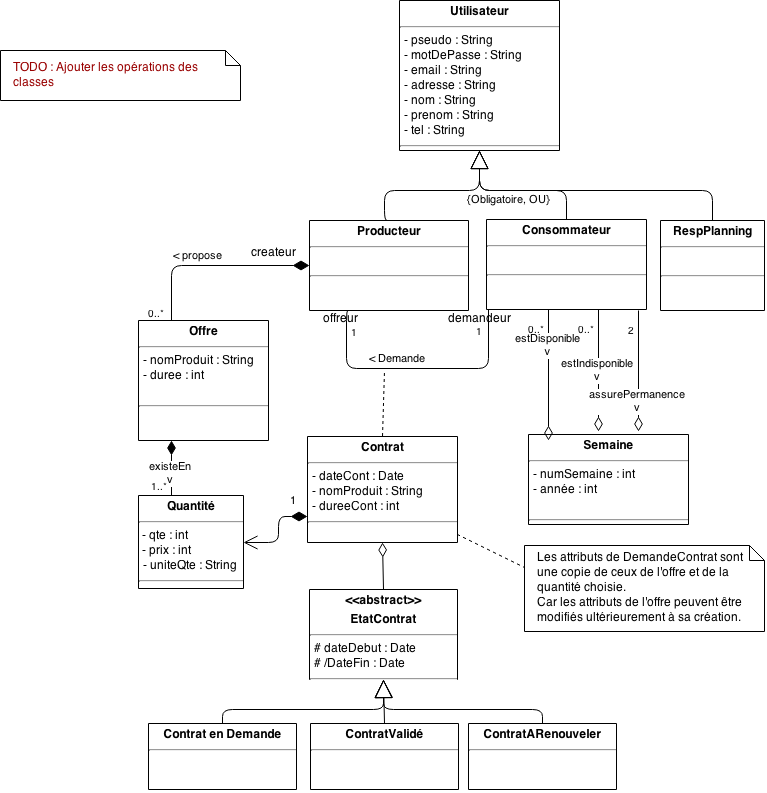 Utilisateur
- pseudo : String
- motDePasse : String
- email : String
- adresse : String
- nom : String
- prenom : String
- tel : String
TODO : Ajouter les opérations des
classes
{Obligatoire, OU}
Producteur
Consommateur
RespPlanning
< propose
createur
0..*
offreur
1
demandeur
1
< Demande
0..*
estDisponible
v
0..*
estIndisponible
v
2
assurePermanence
v
Offre
- nomProduit : String
- duree : int
existeEn
v
1..*
Quantité
- qte : int
- prix : int
- uniteQte : String
1
Contrat
- dateCont : Date
- nomProduit : String
- dureeCont : int
Semaine
- numSemaine : int
- année : int
Les attributs de DemandeContrat sont
une copie de ceux de l'offre et de la
quantité choisie.
Car les attributs de l'offre peuvent être
modifiés ultérieurement à sa création.
<<abstract>>
EtatContrat
# dateDebut : Date
# /DateFin : Date
Contrat en Demande
ContratValidé
ContratARenouveler